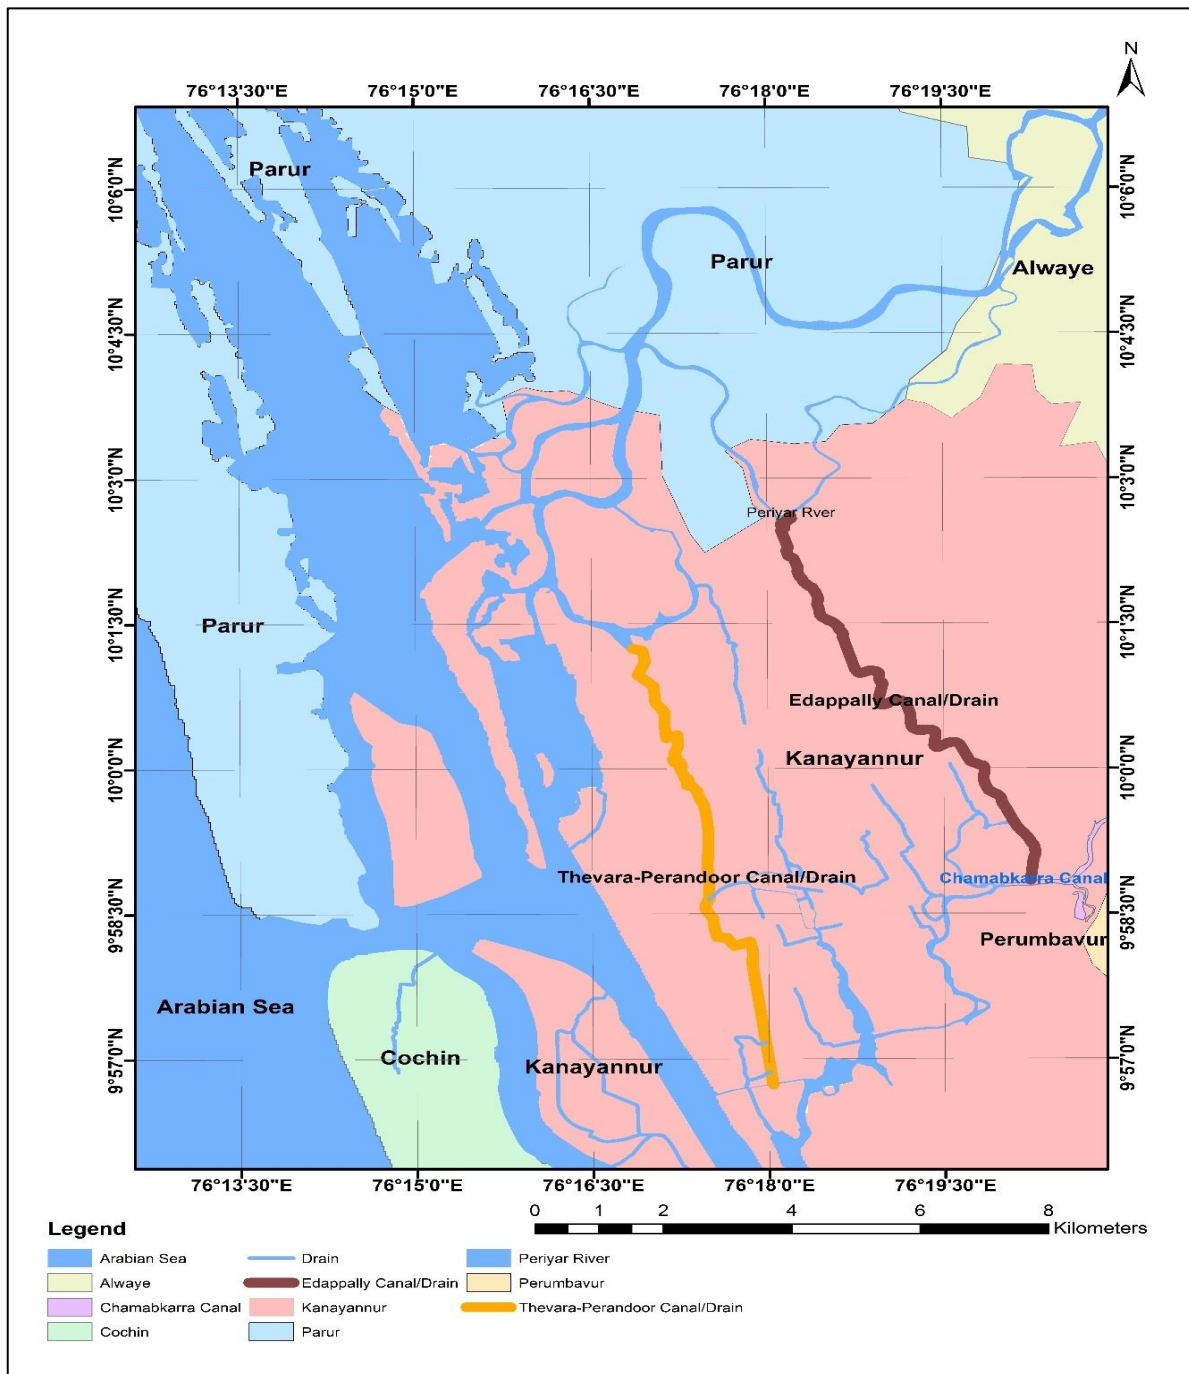 N
76°13'30"E 76°15'0"E 76°16'30"E 76°18'0"E 76°19'30"E
Parur
10°6'0"N 10°6'0"N
Parur
Alwaye
10°4'30"N 10°4'30"N
10°3'0"N 10°3'0"N
Periyar Rver
Parur
10°1'30"N 10°1'30"N
Edappally Canal/Drain
Kanayannur
10°0'0"N 10°0'0"N
Thevara-Perandoor Canal/Drain
Chamabkarra Canal
9°58'30"N 9°58'30"N
Perumbavur
Arabian Sea
Cochin
Kanayannur
9°57'0"N 9°57'0"N
76°13'30"E 76°15'0"E 76°16'30"E 76°18'0"E 76°19'30"E
0 1 2 4 6 8
Kilometers
Legend
Arabian Sea Drain Periyar River
Alwaye Edappally Canal/Drain Perumbavur
Chamabkarra Canal Kanayannur Thevara-Perandoor Canal/Drain
Cochin Parur